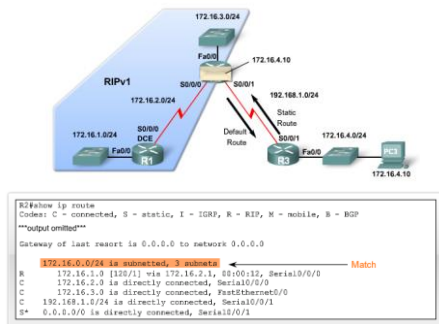 172.16.3.0/24
Fa0/0
172.16.4.10
RIPv1
S0/0/0
S0/0/1
172.16.2.0/24
192.168.1.0/24
Static
Route
172.16.1.0/24
S0/0/0
DCE
Default
Route
S0/0/1
172.16.4.0/24
Fa0/0
R1
R3
Fa0/0
PC3
172.16.4.10
R2#show ip route
Codes: C - connected, S - static, I - IGRP, R - RIP, M - mobile, B - BGP
***output omitted***
Gateway of last resort is 0.0.0.0 to network 0.0.0.0
172.16.0.0/24 is subnetted, 3 subnets
Match
R 172.16.1.0 [120/1] via 172.16.2.1, 00:00:12, Serial0/0/0
C 172.16.2.0 is directly connected, Serial0/0/0
C 172.16.3.0 is directly connected, FastEthernet0/0
C 192.168.1.0/24 is directly connected, Serial0/0/1
S* 0.0.0.0/0 is directly connected, Serial0/0/1